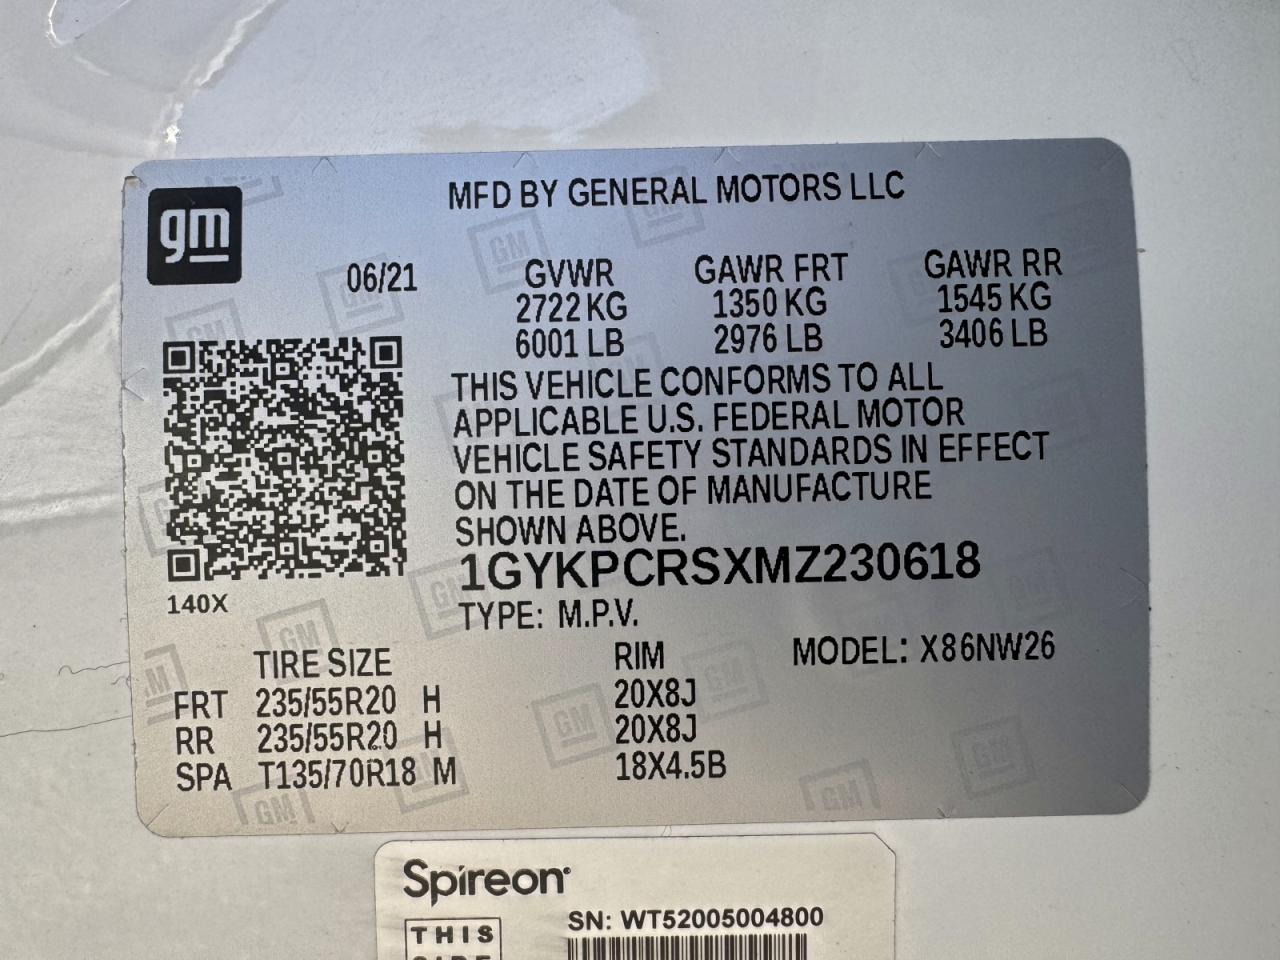 gm
MFD BY GENERAL MOTORS LLC
06/21 GVWR GAWR FRT GAWR RR
2722 KG 1350 KG 1545 KG
6001 LB 2976 LB 3406 LB
THIS VEHICLE CONFORMS TO ALL
APPLICABLE U.S. FEDERAL MOTOR
VEHICLE SAFETY STANDARDS IN EFFECT
ON THE DATE OF MANUFACTURE
SHOWN ABOVE.
1GYKPCRSXMZ230618
140X
TYPE: M.P.V.
TIRE SIZE RIM MODEL: X86NW26
FRT 235/55R20 H 20X8J
RR 235/55R20 H 20X8J
SPA T135/70R18 M 18X4.5B
Spireon
SN: WT52005004800
THIS
SIDE